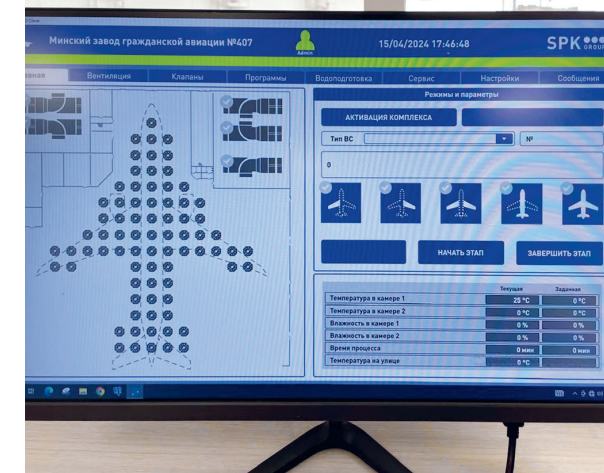 Минский завод гражданской авиации №407
Admin
15/04/2024 17:46:48
SPK
GROUP
Вентиляция
Клапаны
Программы
Водоподготовка
Сервис
Настройки
Сообщения
Режимы и параметры
АКТИВАЦИЯ КОМПЛЕКСА
Тип ВС
№
0
НАЧАТЬ ЭТАП
ЗАВЕРШИТЬ ЭТАП
Текущая Заданная
Температура в камере 1 25 °C 0 °C
Температура в камере 2 0 °C 0 °C
Влажность в камере 1 0 % 0 %
Влажность в камере 2 0 % 0 %
Время процесса 0 мин 0 мин
Температура на улице 0 °C